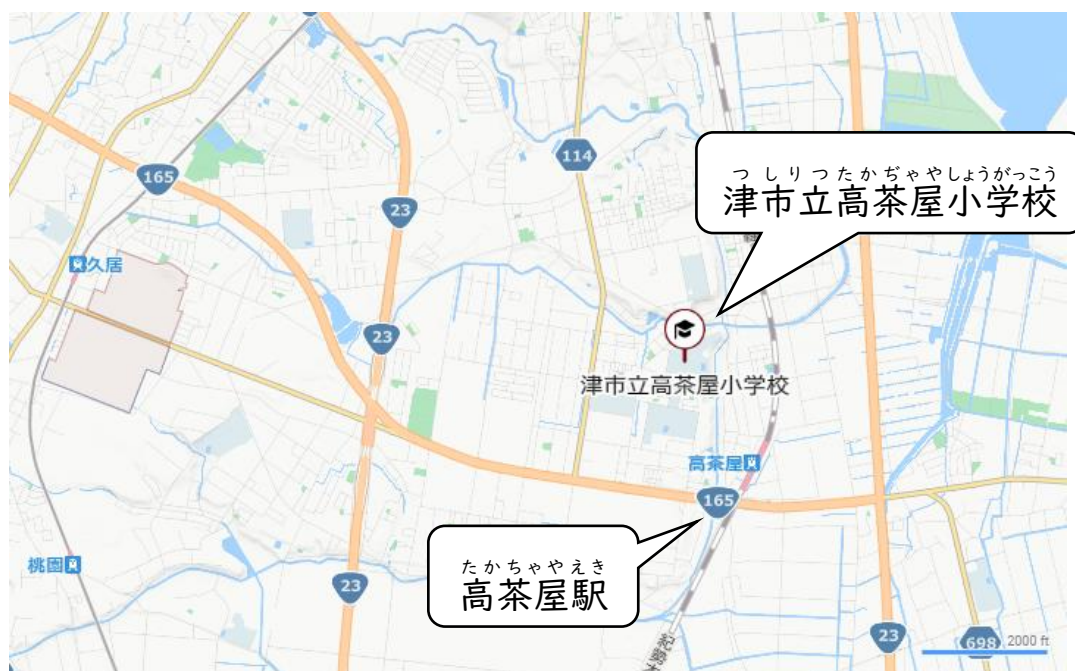 114
165
23
つしりつたかぢゃやしょうがっこう
津市立高茶屋小学校
久居
23
津市立高茶屋小学校
高茶屋
165
たかちゃやえき
高茶屋駅
桃園
23
23
698
2000 ft